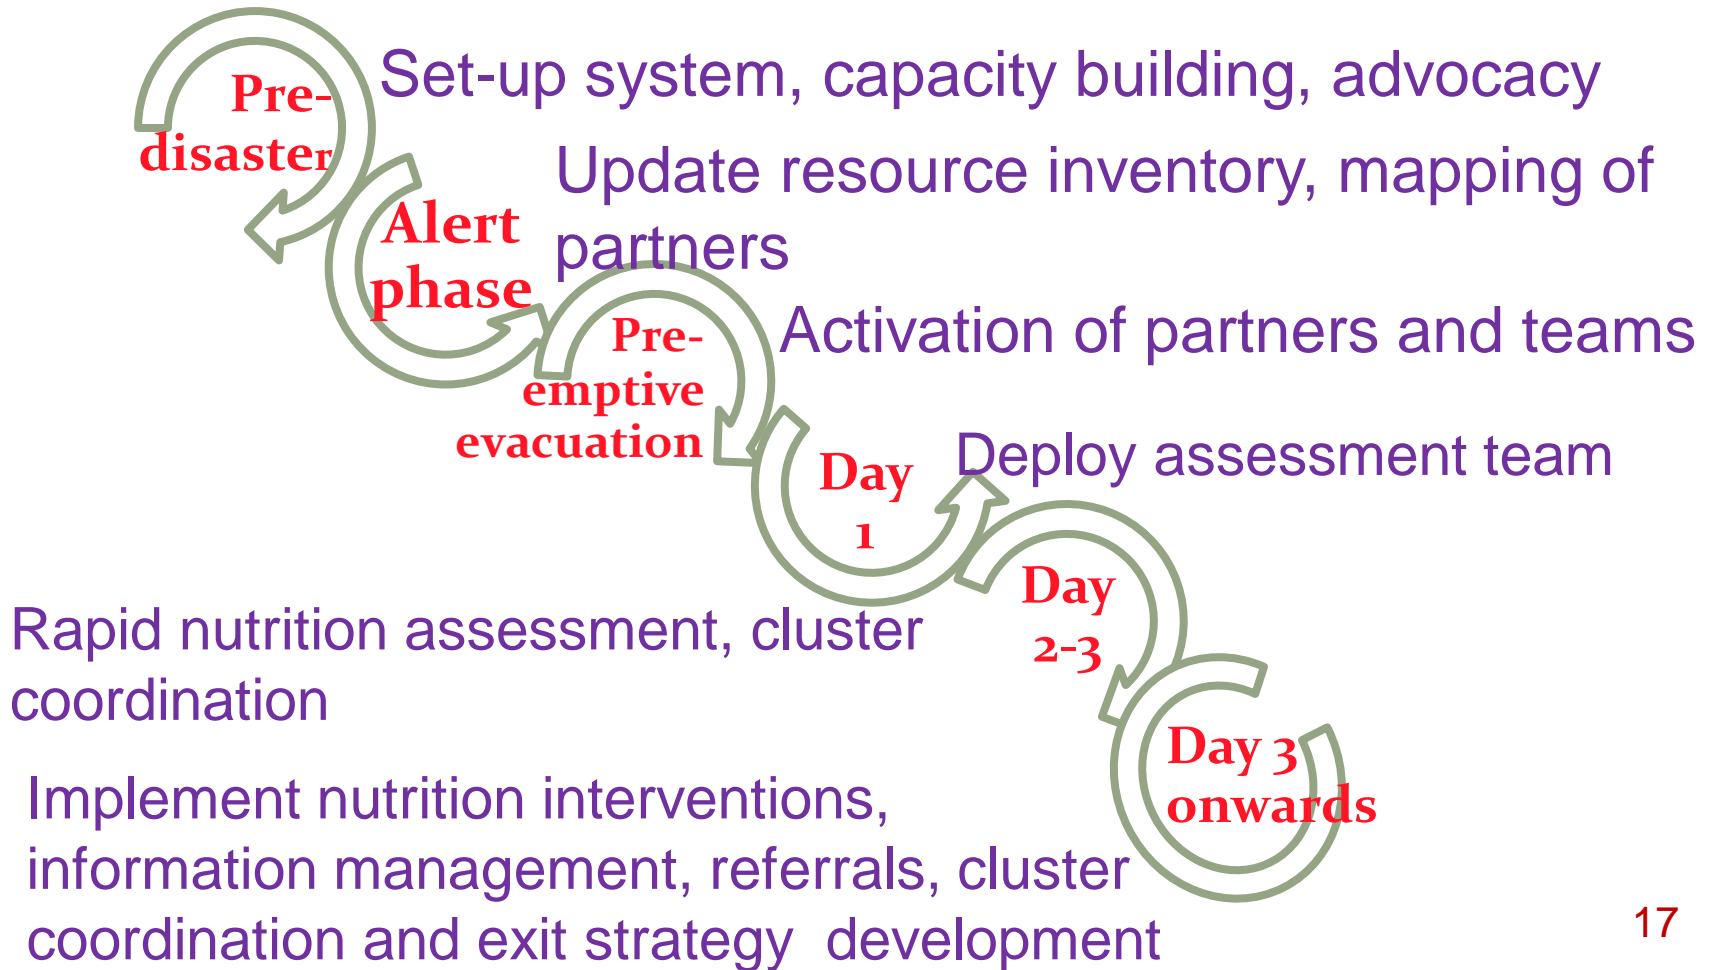 Pre-
disaster
Set-up system, capacity building, advocacy
Alert
phase
Update resource inventory, mapping of
partners
Pre-
emptive
evacuation
Activation of partners and teams
Day
1
Deploy assessment team
Day
2-3
Rapid nutrition assessment, cluster
coordination
Day 3
onwards
Implement nutrition interventions,
information management, referrals, cluster
coordination and exit strategy  development
17